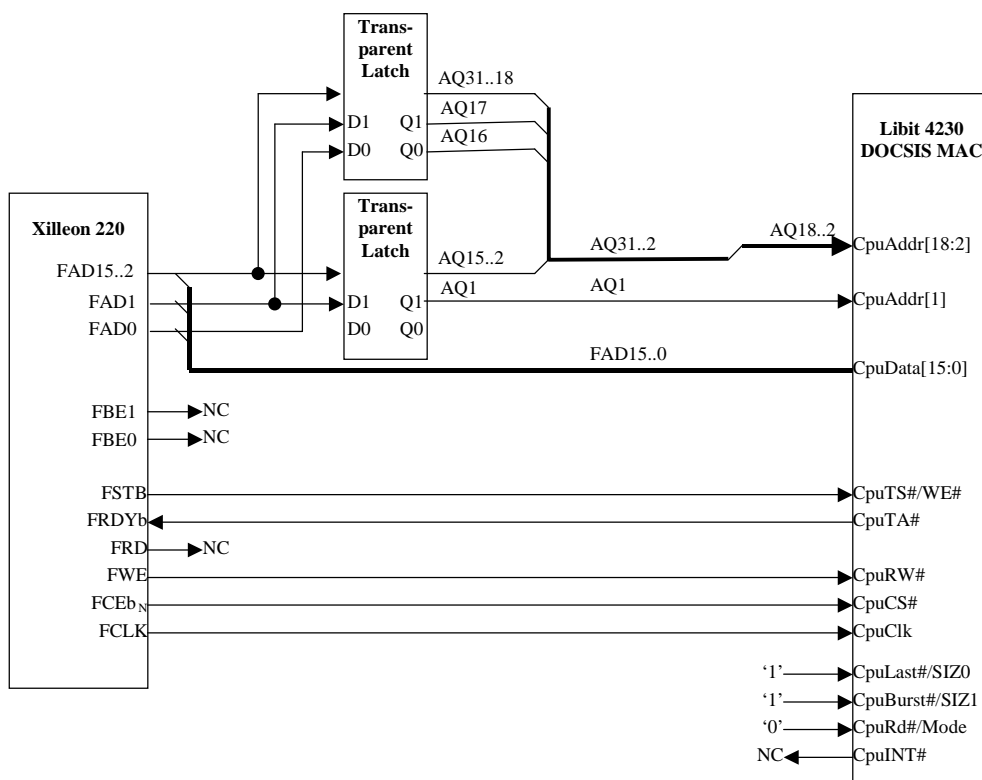 Trans-
parent
Latch
AQ31..18
D1
Q1
AQ17
D0
Q0
AQ16
Trans-
parent
Latch
AQ15..2
D1
Q1
AQ1
D0
Q0
AQ31..2
AQ18..2
AQ1
FAD15..0
Xilleon 220
FAD15..2
FAD1
FAD0
FBE1
NC
FBE0
NC
FSTB
FRDYb
FRD
NC
FWE
FCEbN
FCLK
Libit 4230
DOCSIS MAC
CpuAddr[18:2]
CpuAddr[1]
CpuData[15:0]
CpuTS#/WE#
CpuTA#
CpuRW#
CpuCS#
CpuClk
‘1’
CpuLast#/SIZ0
‘1’
CpuBurst#/SIZ1
‘0’
CpuRd#/Mode
NC
CpuINT#